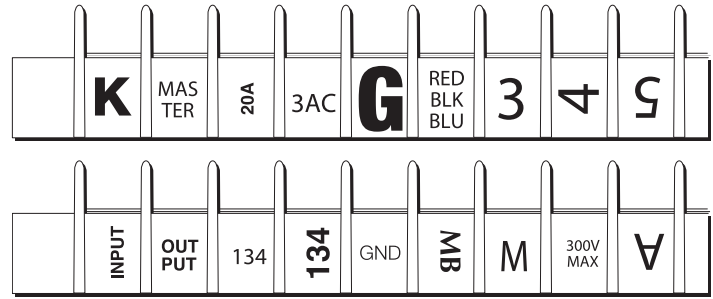 K
MAS
TER
20A
3AC
G
RED
BLK
BLU
3
4
5
INPUT
OUT
PUT
134
134
GND
MB
M
300V
MAX
A